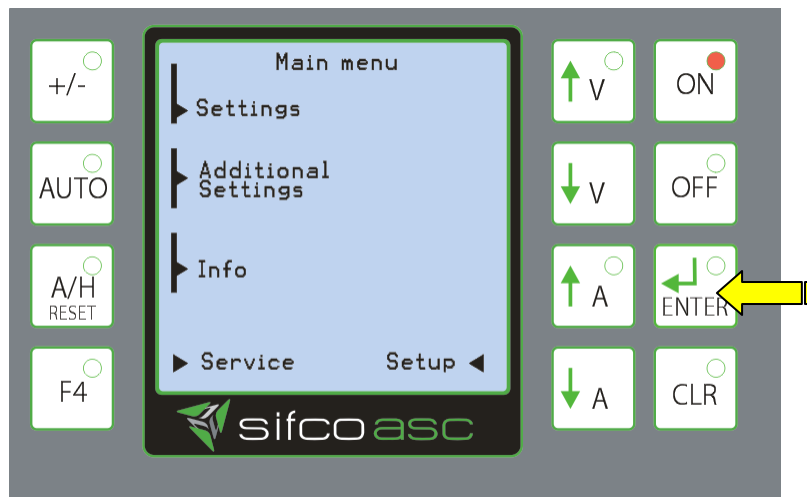 +/-
AUTO
A/H
RESET
F4
Main menu
Settings
Additional
Settings
Info
Service Setup
sifco asc
V
V
A
A
ON
OFF
ENTER
CLR